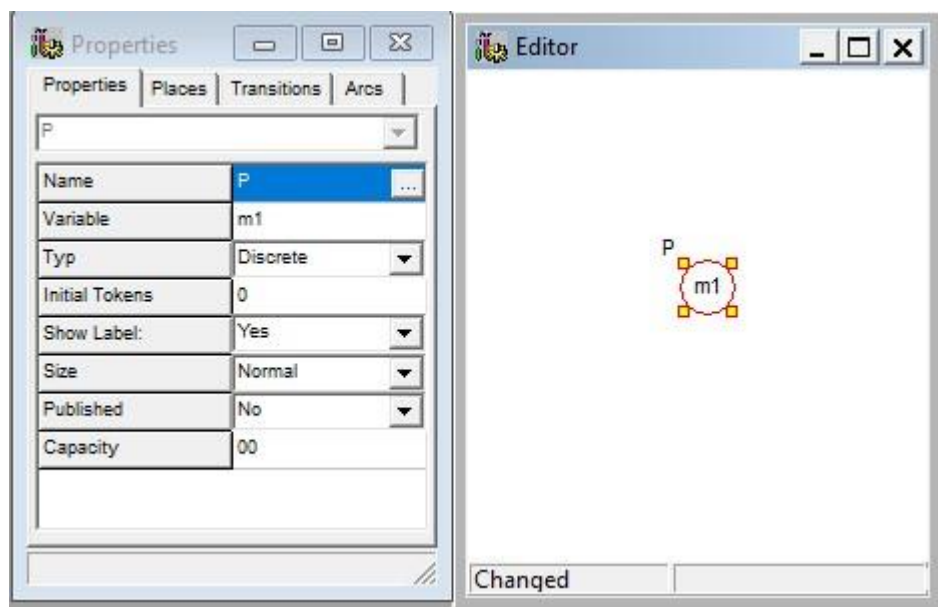 Properties
Properties Places Transitions Arcs
P
Name P ...
Variable m1
Typ Discrete
Initial Tokens 0
Show Label: Yes
Size Normal
Published No
Capacity 00
Editor
P
m1
Changed